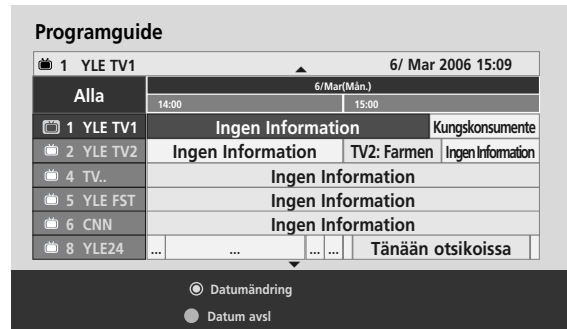 Programguide
1 YLE TV1 6/ Mar 2006 15:09
Alla 6/Mar(Mån.)
14:00 15:00
1 YLE TV1 Ingen Information Kungskonsumente
2 YLE TV2 Ingen Information TV2: Farmen Ingen Information
4 TV.. Ingen Information
5 YLE FST Ingen Information
6 CNN Ingen Information
8 YLE24 ... ... ... ... Tänään otsikoissa
Datumändring
Datum avsl